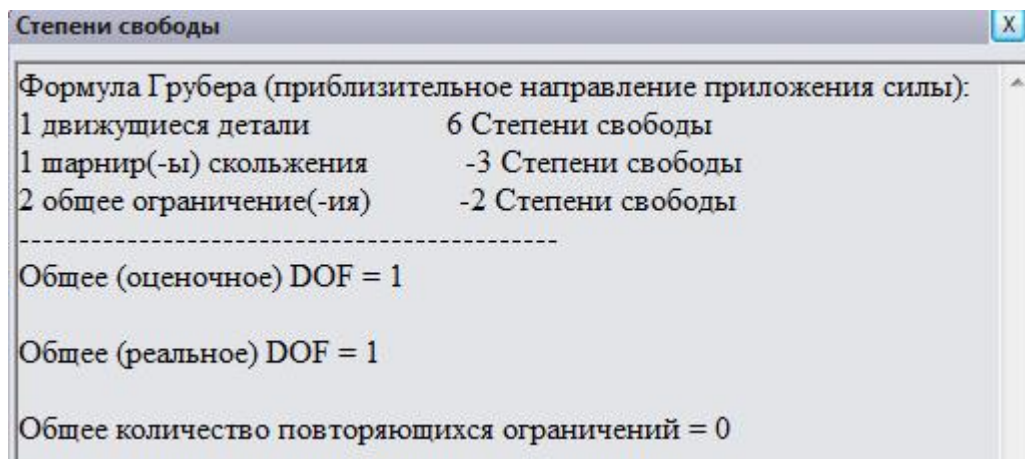 Степени свободы
X
Формула Грубера (приблизительное направление приложения силы):
1 движущиеся детали 6 Степени свободы
1 шарнир(-ы) скольжения -3 Степени свободы
2 общее ограничение(-ия) -2 Степени свободы
---------------------------------------------
Общее (оценочное) DOF = 1
Общее (реальное) DOF = 1
Общее количество повторяющихся ограничений = 0